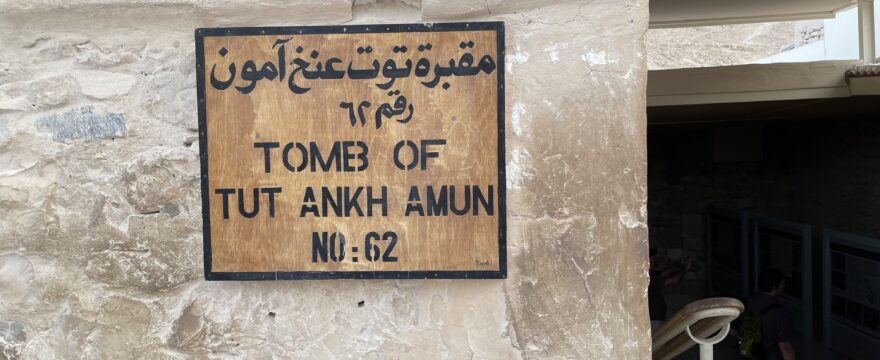 مقبرة توت عنخ آمون
رقم ٦٢
TOMB OF
TUT ANKH AMUN
NO: 62